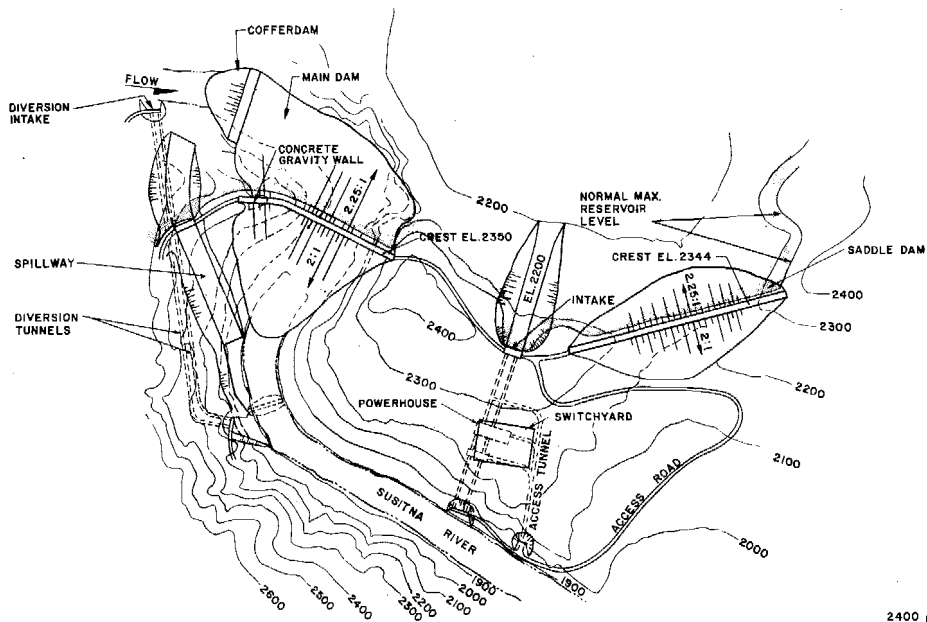 COFFERDAM
FLOW
MAIN DAM
DIVERSION
INTAKE
CONCRETE
GRAVITY WALL
2.25:1
2200
NORMAL MAX.
RESERVOIR
LEVEL
CREST EL.2350
SADDLE DAM
CREST EL.2344
2:1
SPILLWAY
EL.2200
INTAKE
2.25:1
2400
2300
DIVERSION
TUNNELS
2400
2:1
2300
2200
POWERHOUSE
SWITCHYARD
2100
ACCESS TUNNEL
ACCESS ROAD
SUSITNA
RIVER
2000
1900
1900
2000
2100
2200
2300
2400
2500
2600
2400